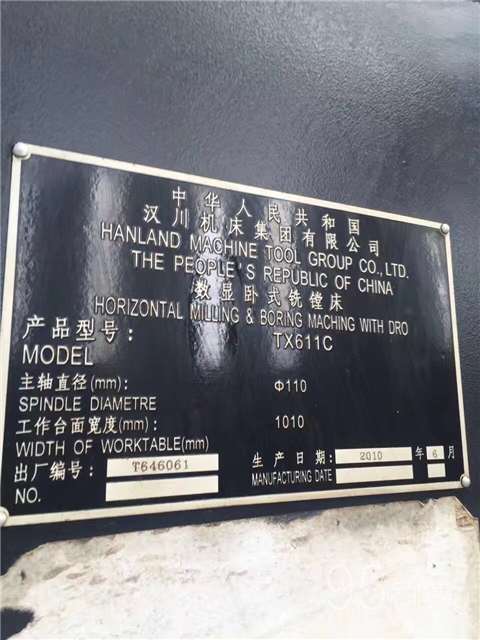 中华人民共和国
汉川机床集团有限公司
HANLAND MACHINE TOOL GROUP CO.,LTD.
THE PEOPLE'S REPUBLIC OF CHINA
数显卧式铣镗床
HORIZONTAL MILLING & BORING MACHING WITH DRO
产品型号：
MODEL TX611C
主轴直径(mm): Φ110
SPINDLE DIAMETRE
工作台面宽度(mm): 1010
WIDTH OF WORKTABLE(mm)
出厂编号： T646061 生产日期： 2010 年 6 月
NO. MANUFACTURING DATE